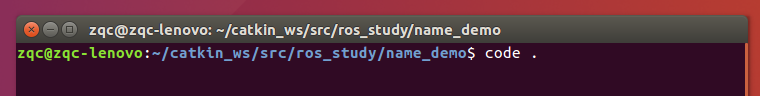 zqc@zqc-lenovo: ~/catkin_ws/src/ros_study/name_demo
zqc@zqc-lenovo:~/catkin_ws/src/ros_study/name_demo$ code .